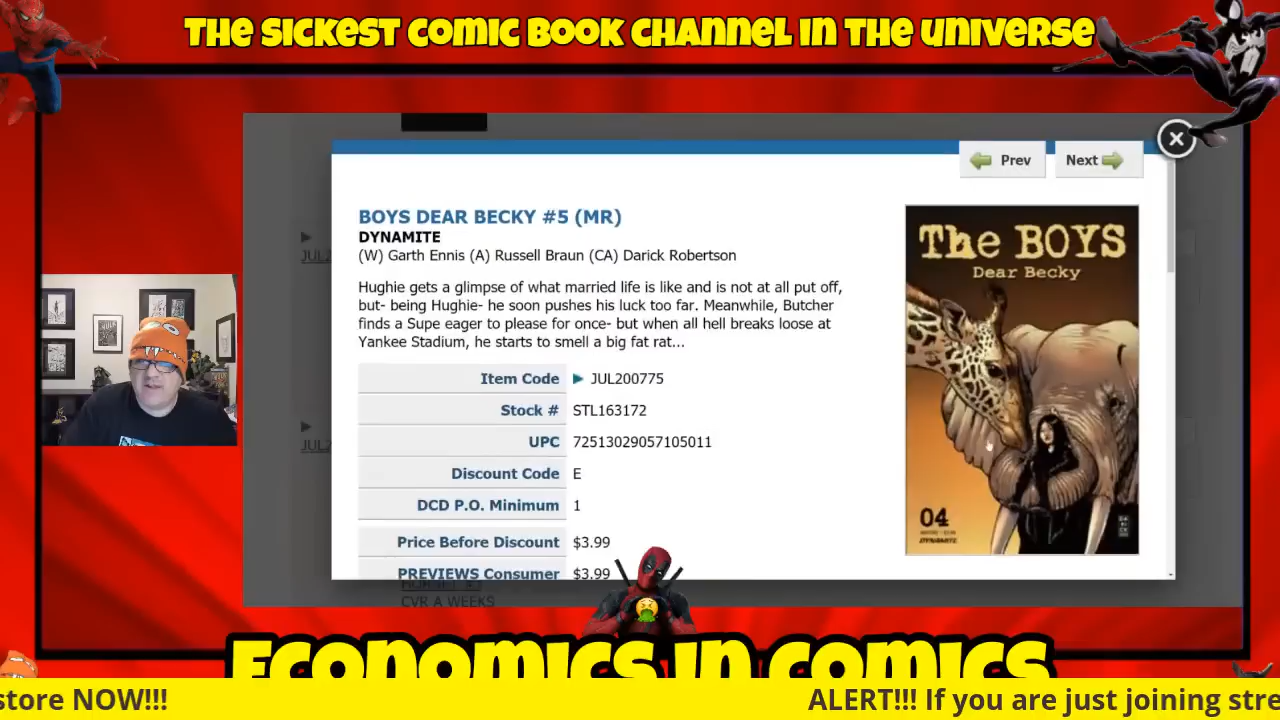 THE SICKEST COMIC BOOK CHANNEL IN THE UNIVERSE
Prev
Next
BOYS DEAR BECKY #5 (MR)
DYNAMITE
(W) Garth Ennis (A) Russell Braun (CA) Darick Robertson
Hughie gets a glimpse of what married life is like and is not at all put off,
but- being Hughie- he soon pushes his luck too far. Meanwhile, Butcher
finds a Supe eager to please for once- but when all hell breaks loose at
Yankee Stadium, he starts to smell a big fat rat...
Item Code JUL200775
Stock # STL163172
UPC 72513029057105011
Discount Code E
DCD P.O. Minimum 1
Price Before Discount $3.99
PREVIEWS Consumer $3.99
The BOYS
Dear Becky
04
DYNAMITE
JUL2
JUL2
CVR A WEEKS
ECONOMICS IN COMICS
store NOW!!! ALERT!!! If you are just joining stre